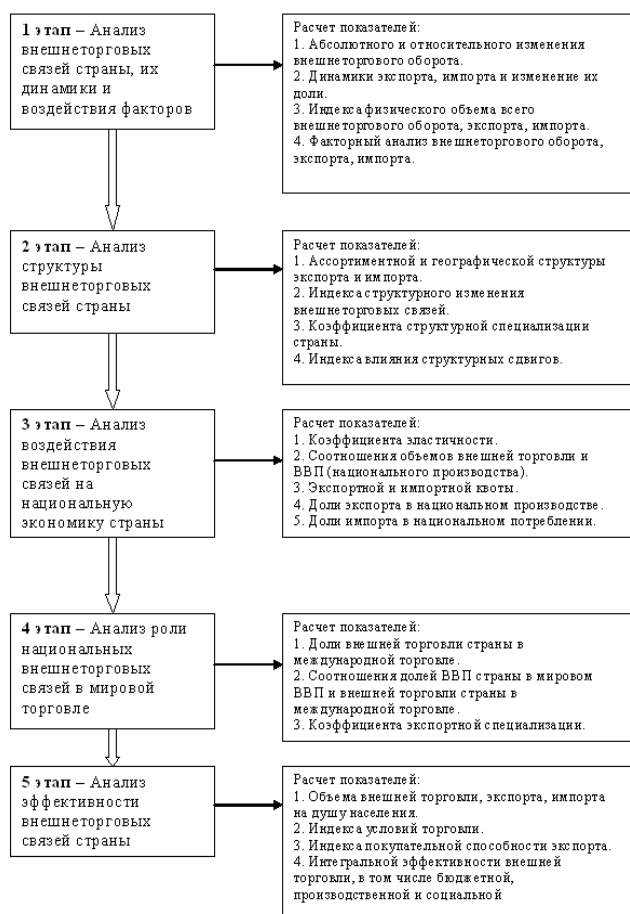 1 этап – Анализ
внешнеторговых
связей страны, их
динамики и
воздействия факторов
Расчет показателей:
1. Абсолютного и относительного изменения
внешнеторгового оборота.
2. Динамики экспорта, импорта и изменение их
доли.
3. Индекса физического объема всего
внешнеторгового оборота, экспорта, импорта.
4. Факторный анализ внешнеторгового оборота,
экспорта, импорта.
2 этап – Анализ
структуры
внешнеторговых
связей страны
Расчет показателей:
1. Ассортиментной и географической структуры
экспорта и импорта.
2. Индекса структурного изменения
внешнеторговых связей.
3. Коэффициента структурной специализации
страны.
4. Индекса влияния структурных сдвигов.
3 этап – Анализ
воздействия
внешнеторговых
связей на
национальную
экономику страны
Расчет показателей:
1. Коэффициента эластичности.
2. Соотношения объемов внешней торговли и
ВВП (национального производства).
3. Экспортной и импортной квоты.
4. Доли экспорта в национальном производстве.
5. Доли импорта в национальном потреблении.
4 этап – Анализ роли
национальных
внешнеторговых
связей в мировой
торговле
Расчет показателей:
1. Доли внешней торговли страны в
международной торговле.
2. Соотношения долей ВВП страны в мировом
ВВП и внешней торговли страны в
международной торговле.
3. Коэффициента экспортной специализации.
5 этап – Анализ
эффективности
внешнеторговых
связей страны
Расчет показателей:
1. Объема внешней торговли, экспорта, импорта
на душу населения.
2. Индекса условий торговли.
3. Индекса покупательной способности экспорта.
4. Интегральной эффективности внешней
торговли, в том числе бюджетной,
производственной и социальной